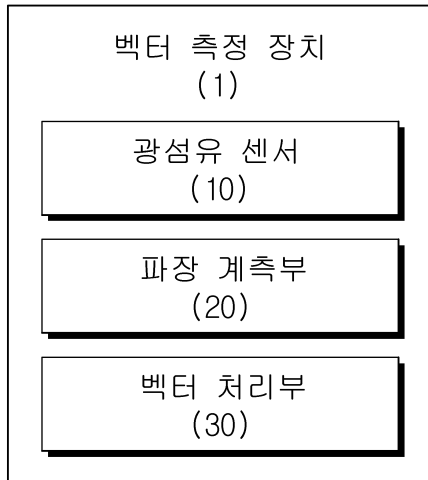 벡터 측정 장치
(1)
광섬유 센서
(10)
파장 계측부
(20)
벡터 처리부
(30)